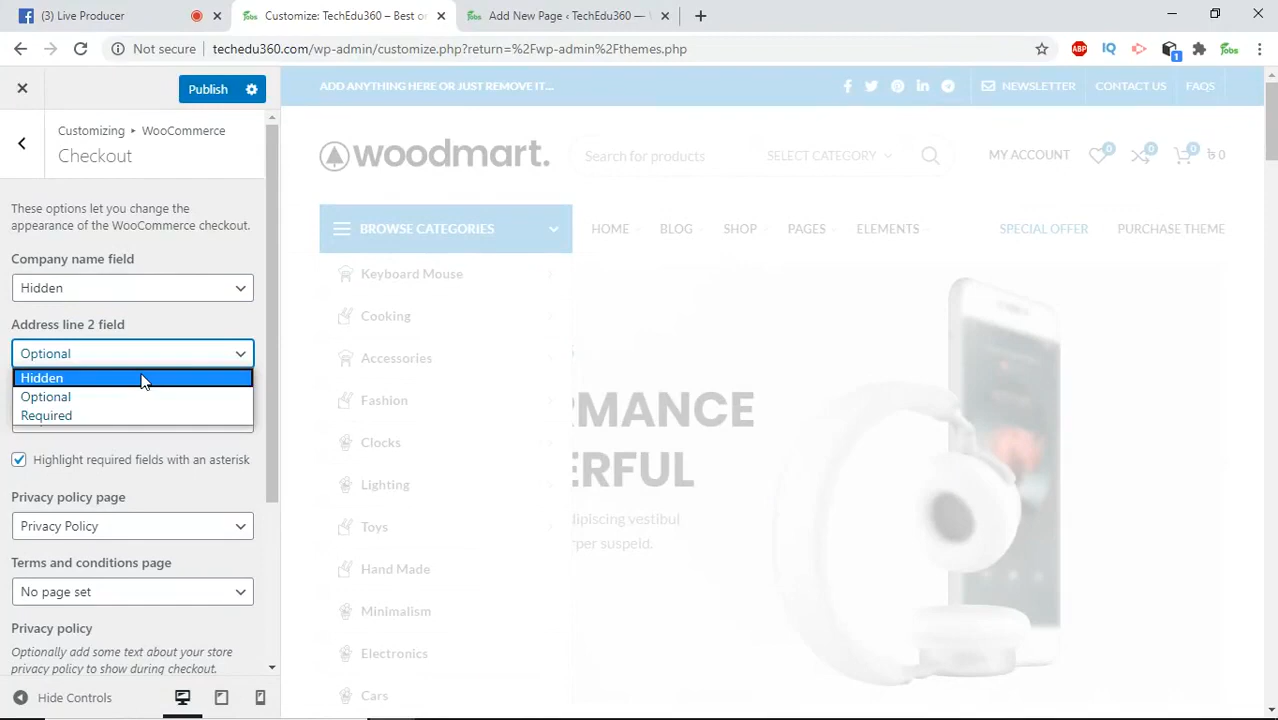 (3) Live Producer
Customize: TechEdu360 – Best or
Add New Page ‹ TechEdu360 —
Not secure
techedu360.com/wp-admin/customize.php?return=%2Fwp-admin%2Fthemes.php
ABP
IQ
1
Publish
Customizing ▸ WooCommerce
Checkout
These options let you change the
appearance of the WooCommerce checkout.
Company name field
Hidden
Address line 2 field
Optional
Hidden
Optional
Required
Highlight required fields with an asterisk
Privacy policy page
Privacy Policy
Terms and conditions page
No page set
Privacy policy
Optionally add some text about your store
privacy policy to show during checkout.
Hide Controls
ADD ANYTHING HERE OR JUST REMOVE IT...
NEWSLETTER
CONTACT US
FAQS
woodmart.
Search for products
SELECT CATEGORY
MY ACCOUNT
0
0
0
৳ 0
BROWSE CATEGORIES
HOME
BLOG
SHOP
PAGES
ELEMENTS
SPECIAL OFFER
PURCHASE THEME
Keyboard Mouse
Cooking
Accessories
Fashion
Clocks
Lighting
Toys
Hand Made
Minimalism
Electronics
Cars
RMANCE
ERFUL
dipiscing vestibul
rper suspeid.